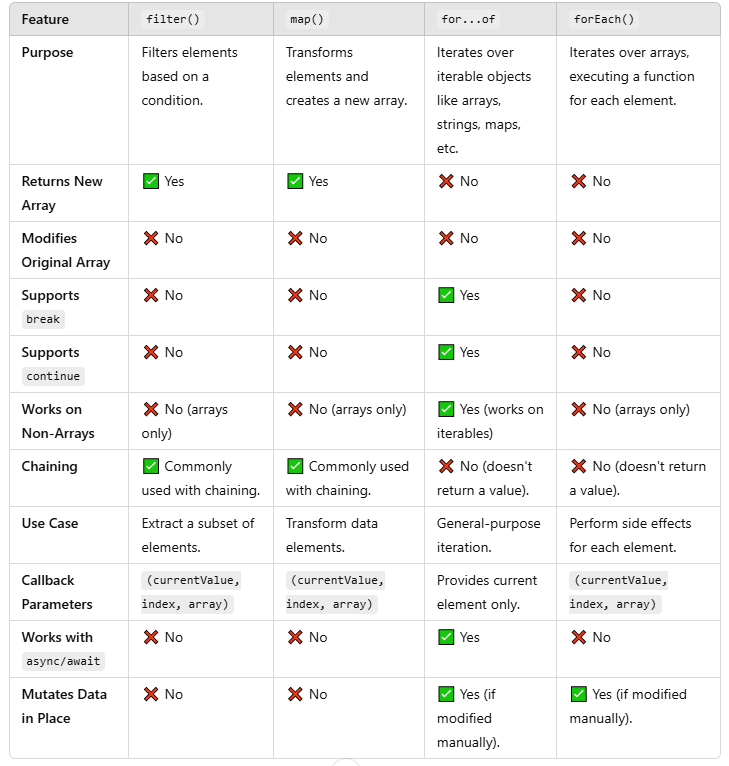 Feature filter() map() for...of forEach()
Purpose Filters elements Transforms Iterates over Iterates over arrays,
based on a elements and iterable objects executing a function
condition. creates a new array. like arrays, for each element.
strings, maps,
etc.
Returns New ✅ Yes ✅ Yes ❌ No ❌ No
Array
Modifies ❌ No ❌ No ❌ No ❌ No
Original Array
Supports ❌ No ❌ No ✅ Yes ❌ No
break
Supports ❌ No ❌ No ✅ Yes ❌ No
continue
Works on ❌ No (arrays ❌ No (arrays only) ✅ Yes (works on ❌ No (arrays only)
Non-Arrays only) iterables)
Chaining ✅ Commonly ✅ Commonly used ❌ No (doesn't ❌ No (doesn't return
used with chaining. with chaining. return a value). a value).
Use Case Extract a subset of Transform data General-purpose Perform side effects
elements. elements. iteration. for each element.
Callback (currentValue, (currentValue, Provides current (currentValue,
Parameters index, array) index, array) element only. index, array)
Works with ❌ No ❌ No ✅ Yes ❌ No
async/await
Mutates Data ❌ No ❌ No ✅ Yes (if ✅ Yes (if modified
in Place modified manually).
manually).